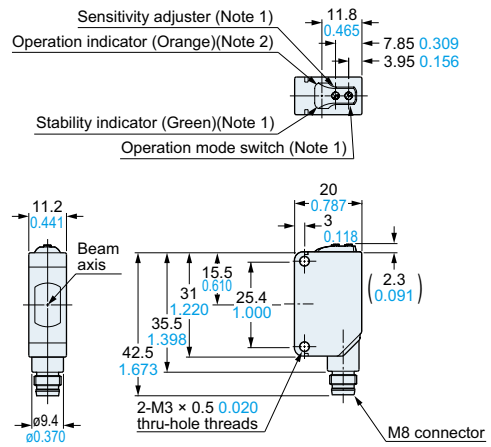 Sensitivity adjuster (Note 1)
Operation indicator (Orange)(Note 2)
11.8
0.465
7.85 0.309
3.95 0.156
Stability indicator (Green)(Note 1)
Operation mode switch (Note 1)
11.2
0.441
Beam
axis
20
0.787
3
0.118
2.3
0.091
15.5
0.610
31
1.220
25.4
1.000
35.5
1.398
42.5
1.673
ø9.4
ø0.370
2-M3 × 0.5 0.020
thru-hole threads
M8 connector